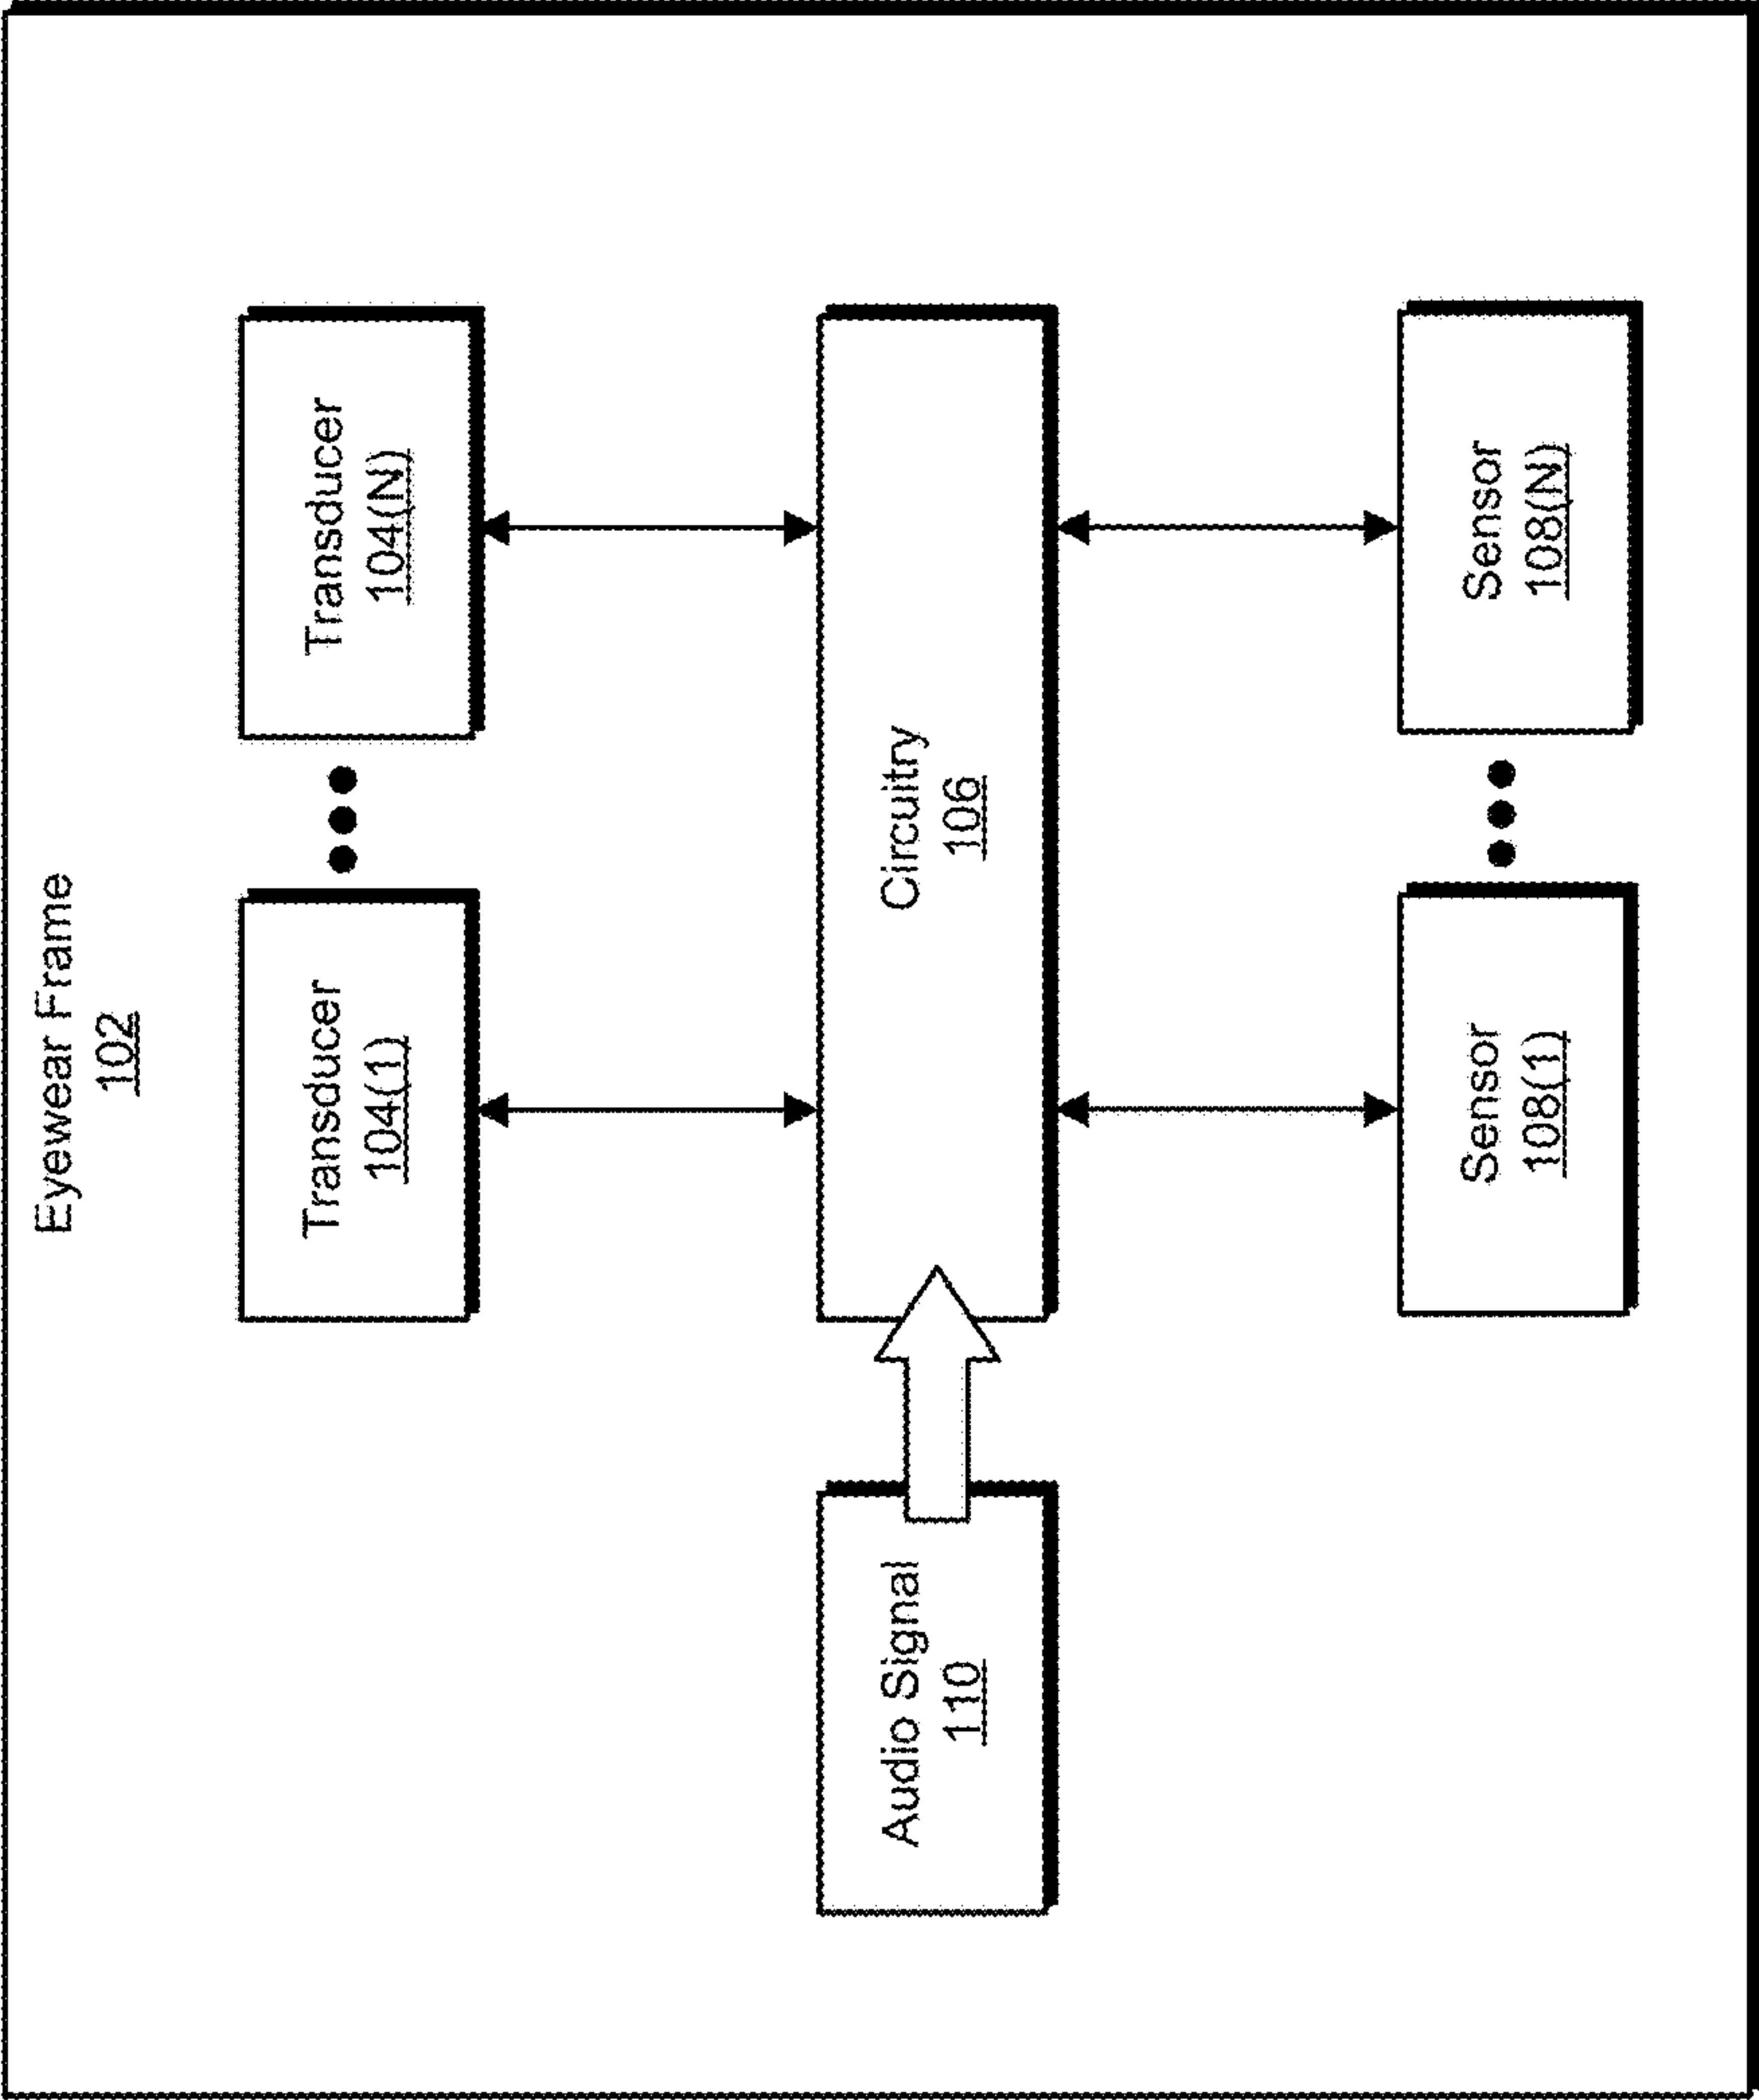 Eyewear Frame
102
Transducer
104(1)
Transducer
104(N)
Audio Signal
110
Circuitry
106
Sensor
108(1)
Sensor
108(N)